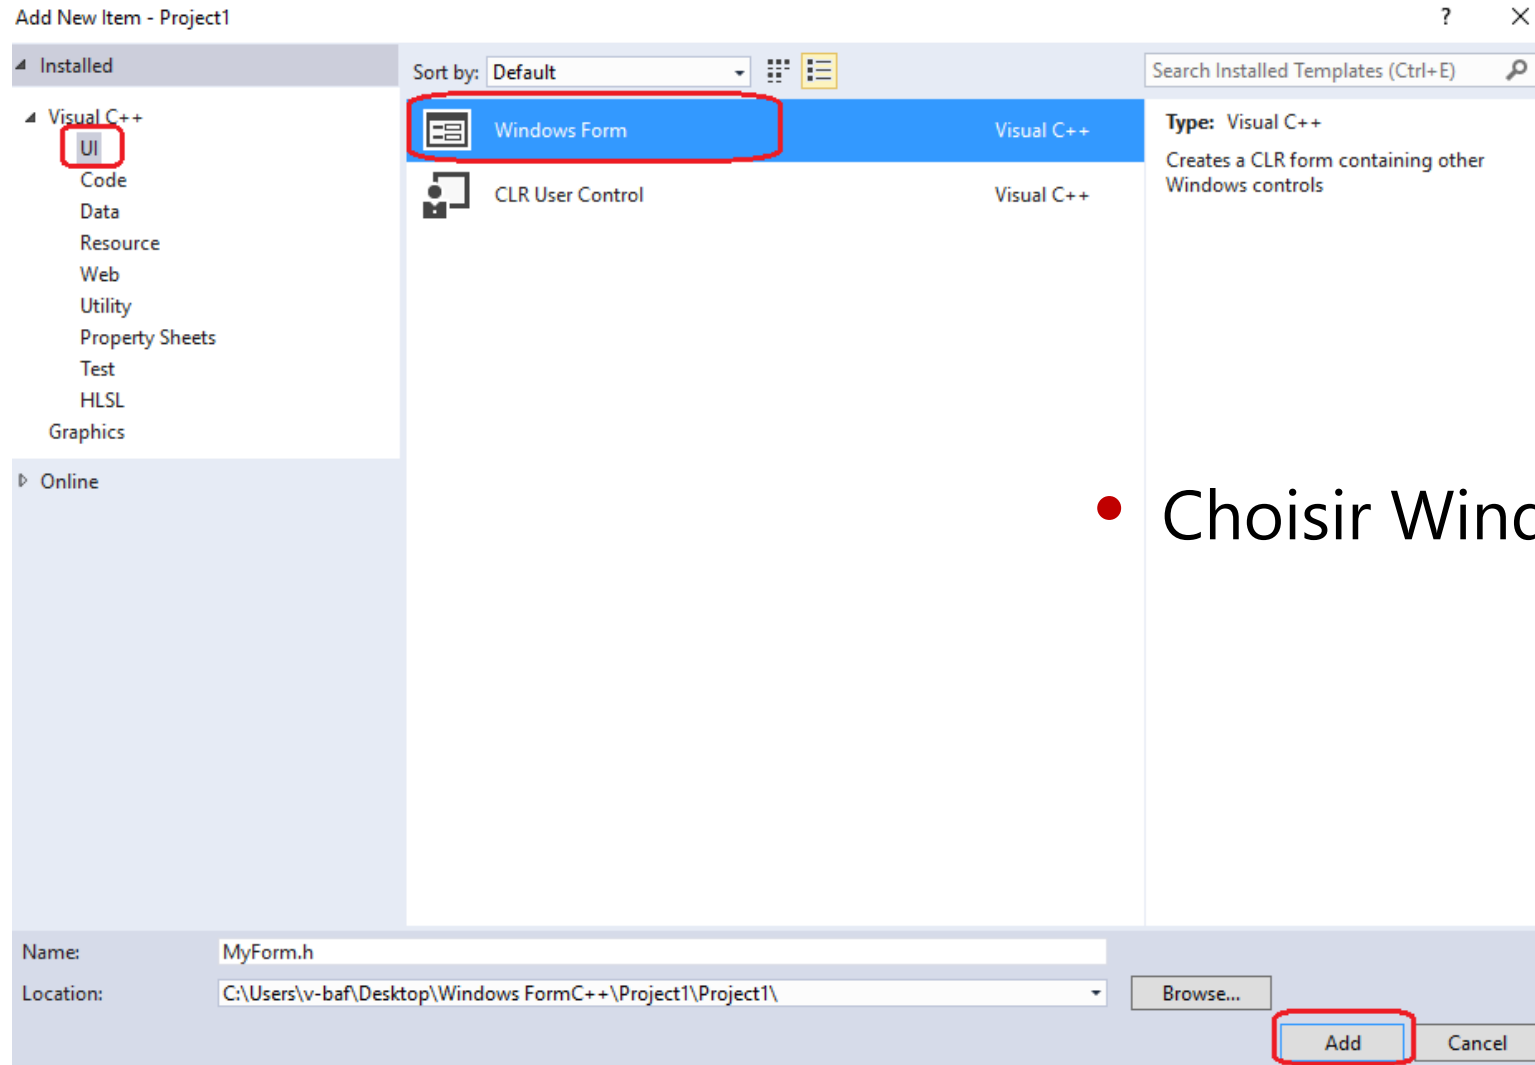 Add New Item - Project1
?
Installed
Sort by: Default
Search Installed Templates (Ctrl+E)
Visual C++
UI
Code
Data
Resource
Web
Utility
Property Sheets
Test
HLSL
Graphics
Online
Windows Form Visual C++
CLR User Control Visual C++
Type: Visual C++
Creates a CLR form containing other
Windows controls
• Choisir
Name: MyForm.h
Location: C:\Users\v-baf\Desktop\Windows FormC++\Project1\Project1\
Browse...
Add
Cancel